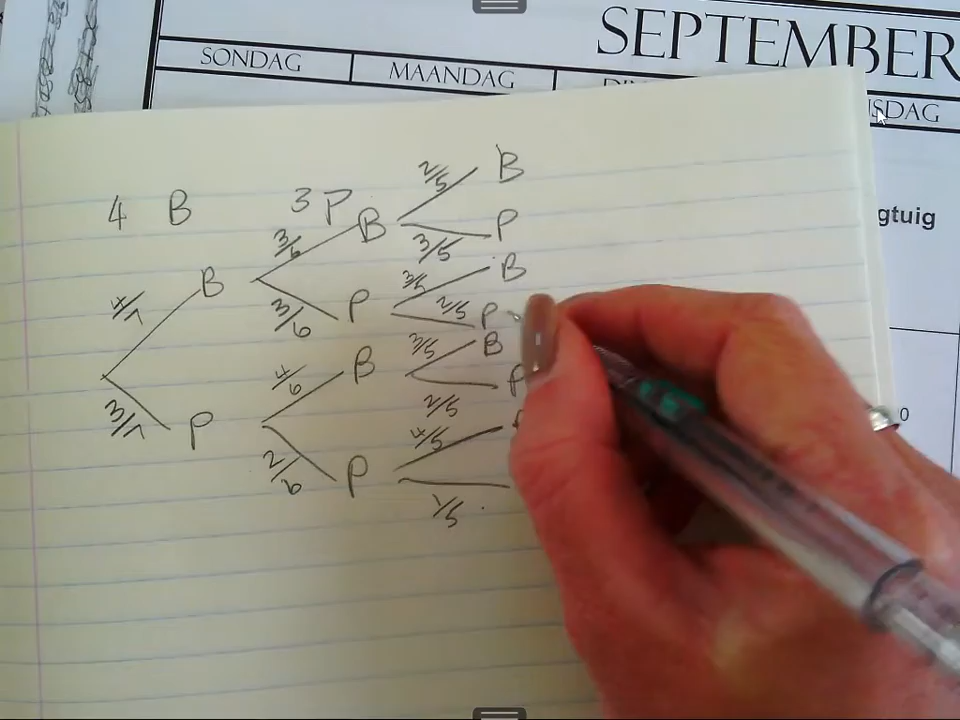 SEPTEMBER
SONDAG
MAANDAG
SDAG
gtuig
4 B 3 P
2/5 B
3/6 B
3/5 P
4/7 B
3/5 B
3/6 P
2/5 P
4/6 B
3/5 B
2/5 P
3/7 P
4/5
2/6 P
1/5
0